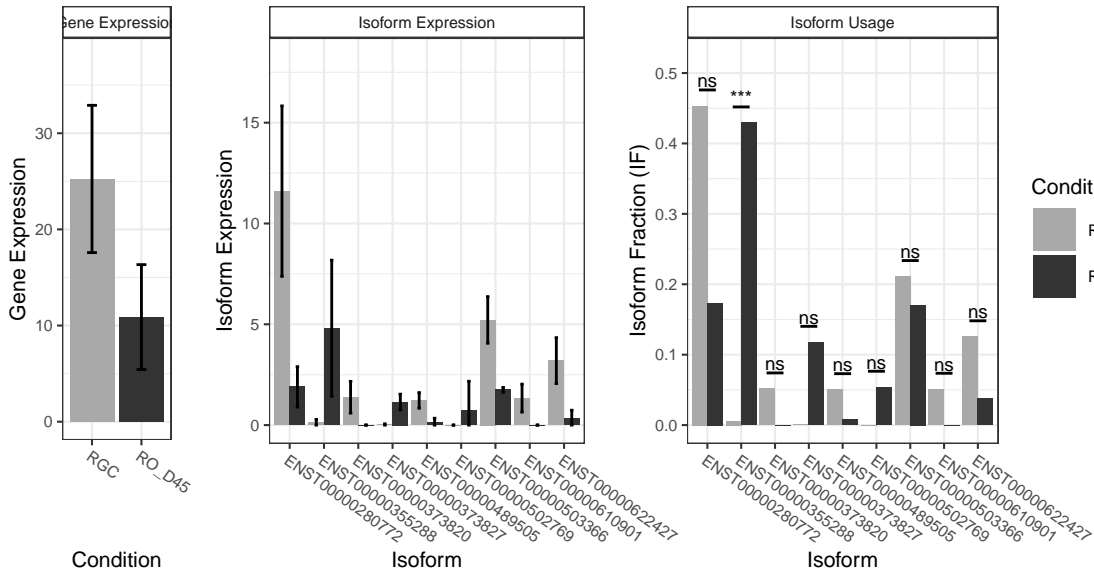 Gene Expression
Isoform Expression
Isoform Usage
Gene Expression
0
10
20
30
RGC
RO_D45
Condition
Isoform Expression
0
5
10
15
ENST00000280772
ENST00000355288
ENST00000373820
ENST00000373827
ENST00000489505
ENST00000502769
ENST00000503366
ENST00000610901
ENST00000622427
Isoform
Isoform Fraction (IF)
0.0
0.1
0.2
0.3
0.4
0.5
ns
***
ns
ns
ns
ns
ns
ns
ns
ENST00000280772
ENST00000355288
ENST00000373820
ENST00000373827
ENST00000489505
ENST00000502769
ENST00000503366
ENST00000610901
ENST00000622427
Isoform
Conditi
R
R